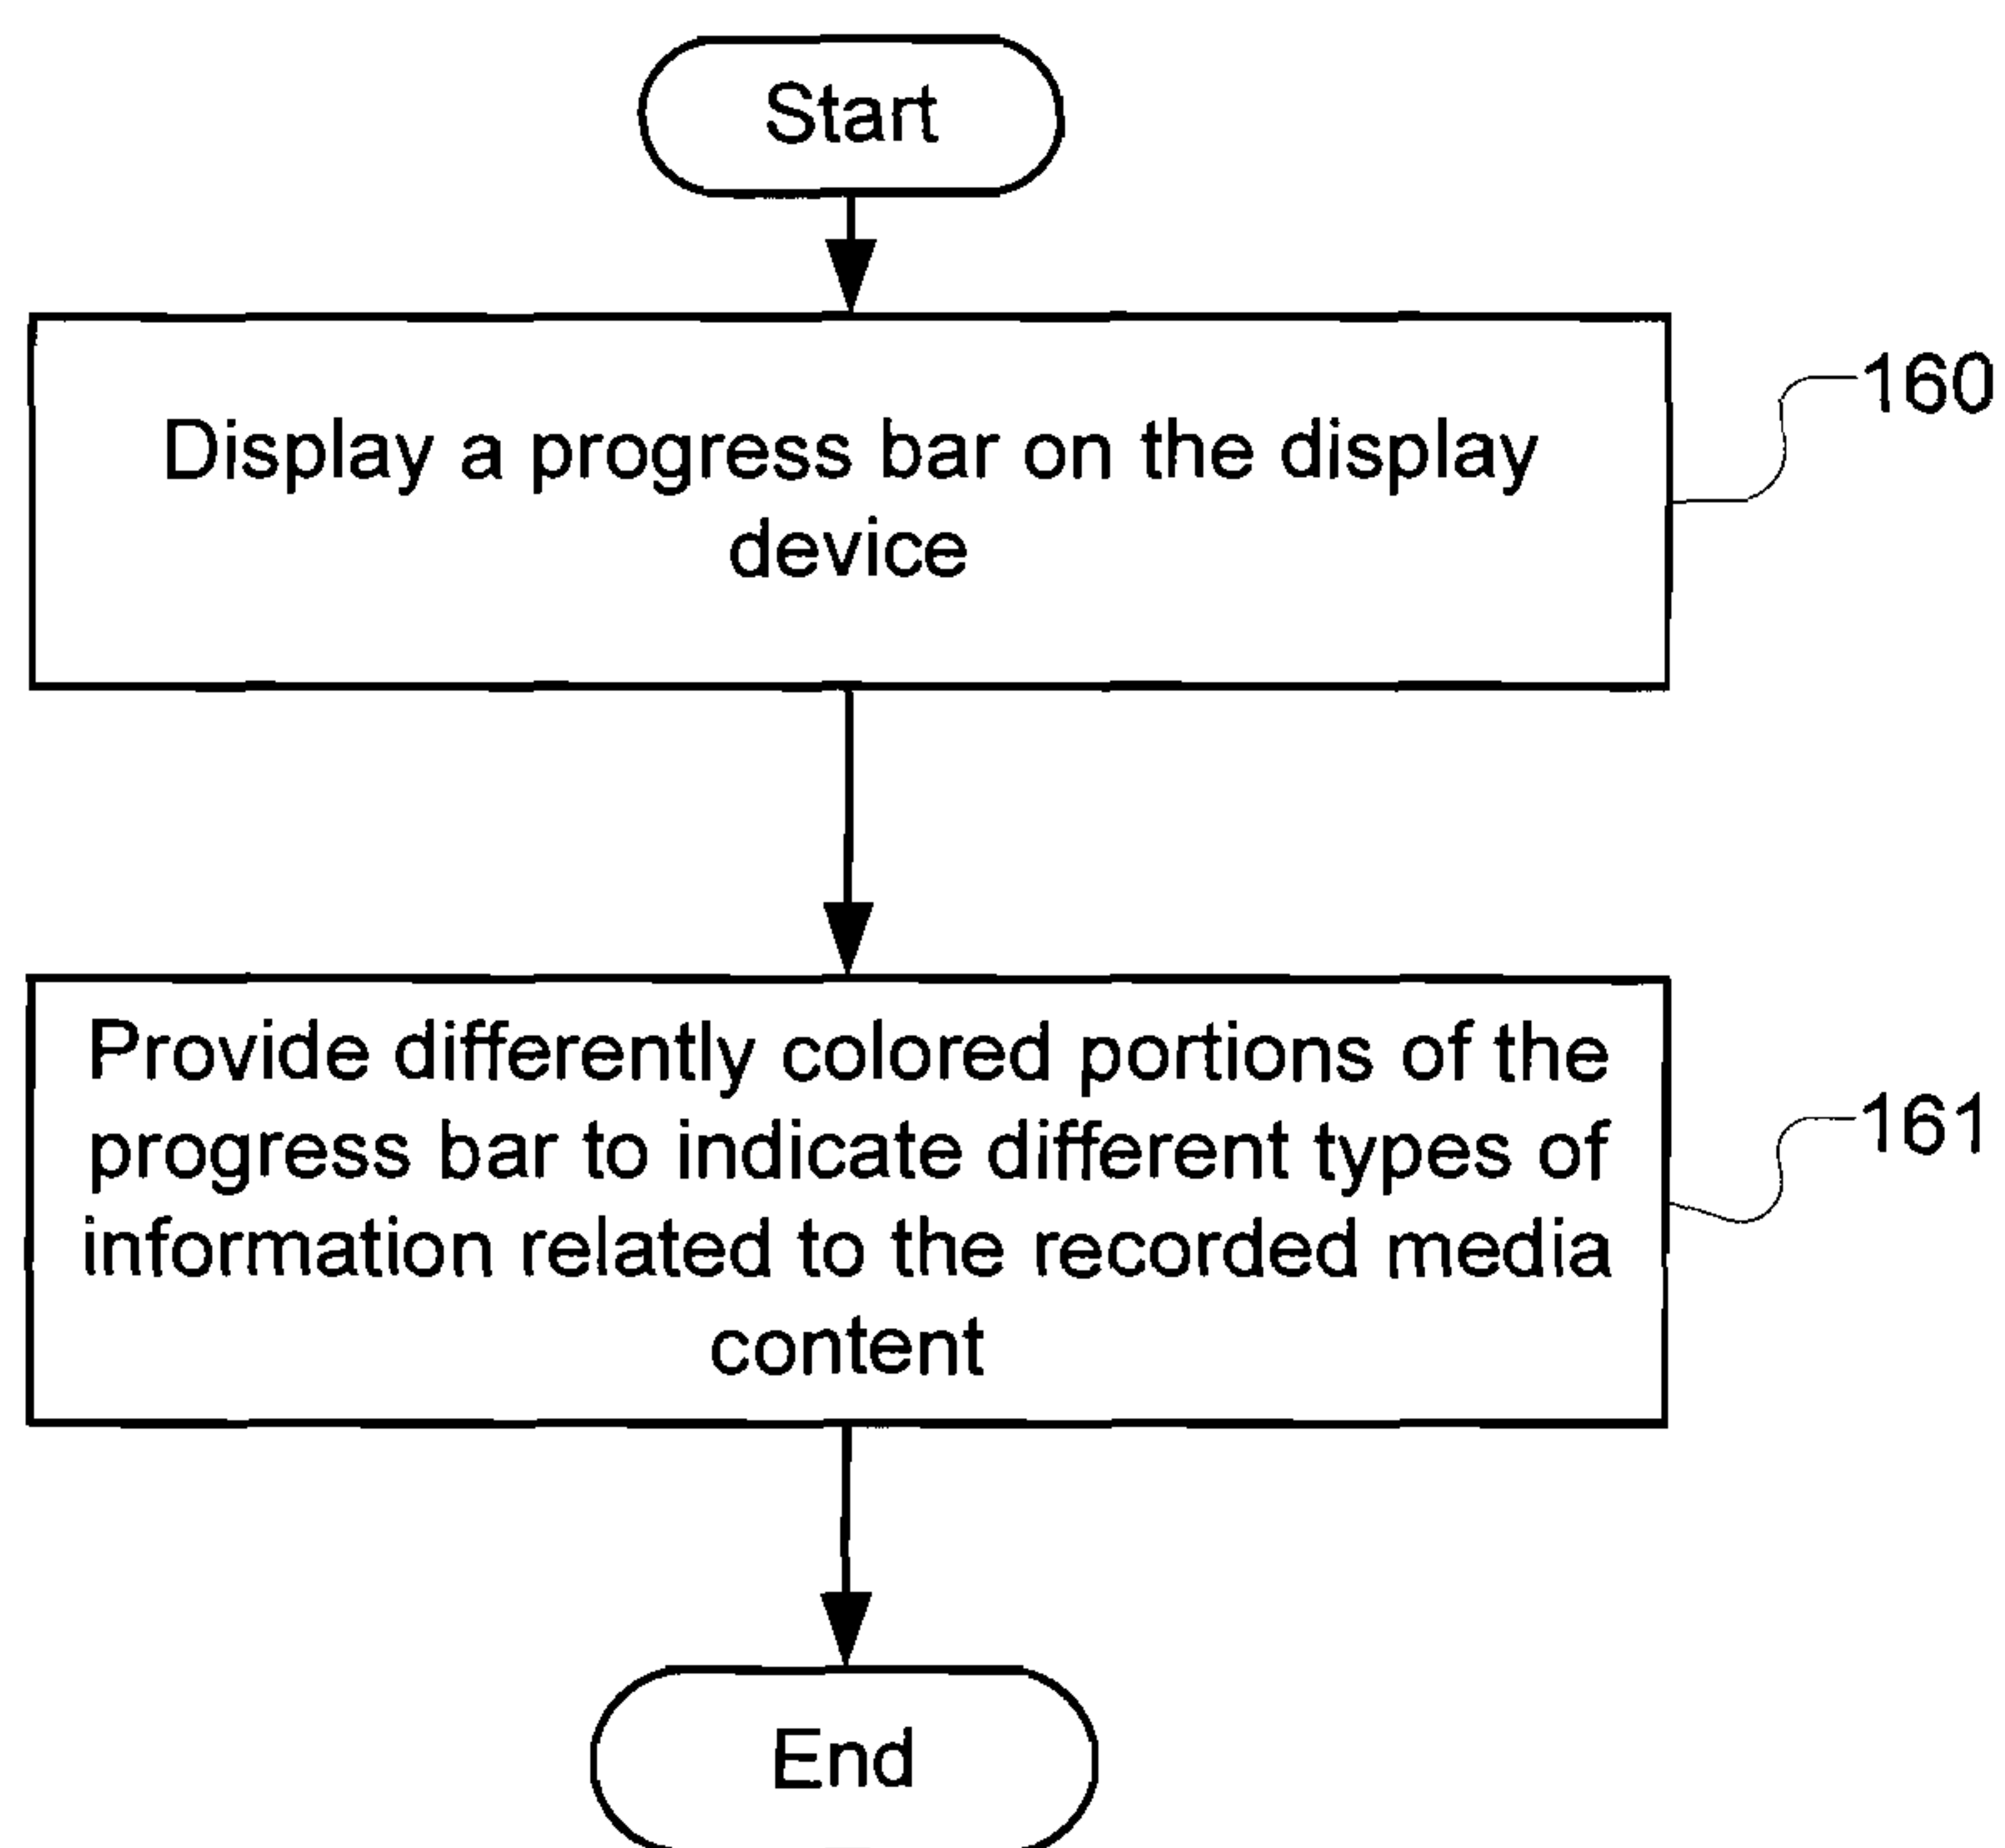 Start
160
Display a progress bar on the display
device
Provide differently colored portions of the
161
progress bar to indicate different types of
information related to the recorded media
content
End